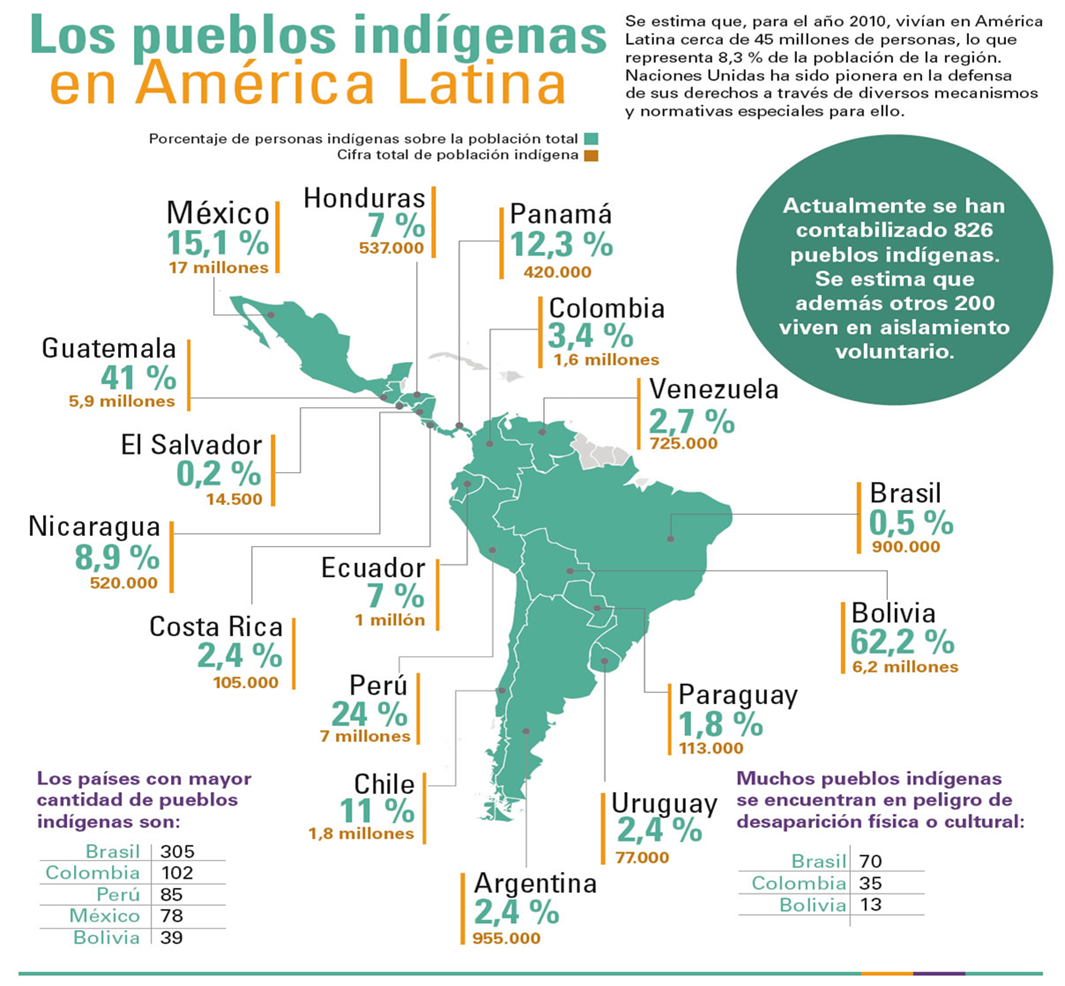 Los pueblos indígenas
en América Latina
Se estima que, para el año 2010, vivían en América
Latina cerca de 45 millones de personas, lo que
representa 8,3 % de la población de la región.
Naciones Unidas ha sido pionera en la defensa
de sus derechos a través de diversos mecanismos
y normativas especiales para ello.
Porcentaje de personas indígenas sobre la población total
Cifra total de población indígena
Actualmente se han
contabilizado 826
pueblos indígenas.
Se estima que
además otros 200
viven en aislamiento
voluntario.
México
15,1 %
17 millones
Honduras
7 %
537.000
Panamá
12,3 %
420.000
Colombia
3,4 %
1,6 millones
Guatemala
41 %
5,9 millones
Venezuela
2,7 %
725.000
El Salvador
0,2 %
14.500
Brasil
0,5 %
900.000
Nicaragua
8,9 %
520.000
Ecuador
7 %
1 millón
Bolivia
62,2 %
6,2 millones
Costa Rica
2,4 %
105.000
Perú
24 %
7 millones
Paraguay
1,8 %
113.000
Chile
11 %
1,8 millones
Uruguay
2,4 %
77.000
Argentina
2,4 %
955.000
Los países con mayor
cantidad de pueblos
indígenas son:
Brasil 305
Colombia 102
Perú 85
México 78
Bolivia 39
Muchos pueblos indígenas
se encuentran en peligro de
desaparición física o cultural:
Brasil 70
Colombia 35
Bolivia 13